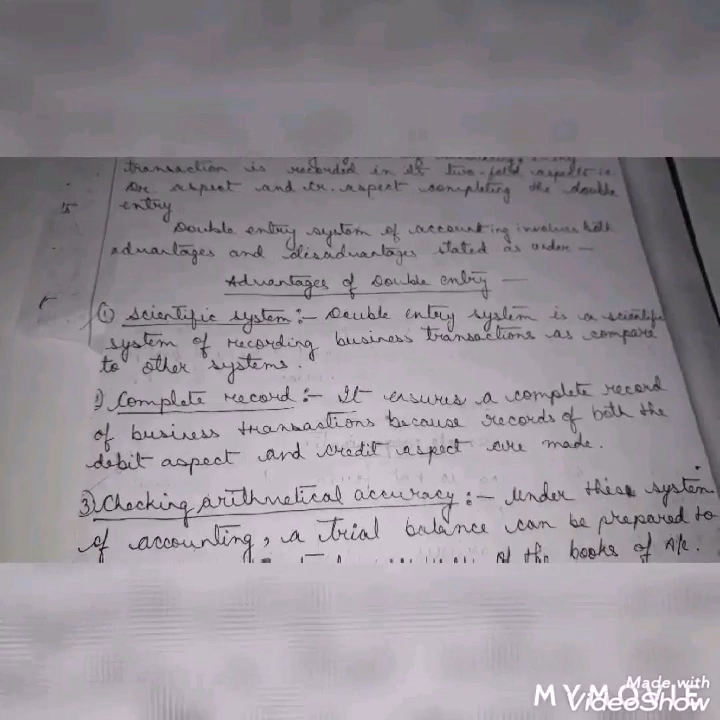 transaction is recorded in it two-fold aspects i.e
Dr aspect and Cr. aspect completing the double
entry
Double entry system of accounting involves both
advantages and disadvantages stated as under -
Advantages of Double entry -
① Scientific system :- Double entry system is a scientific
system of recording business transactions as compare
to other systems.
2) Complete record :- It ensures a complete record
of business transactions because records of both the
debit aspect and credit aspect are made.
3) Checking arithmetical accuracy :- Under this system
of accounting, a trial balance can be prepared to
of the books of A/c.
Made with
MY MOVIE
VideoShow